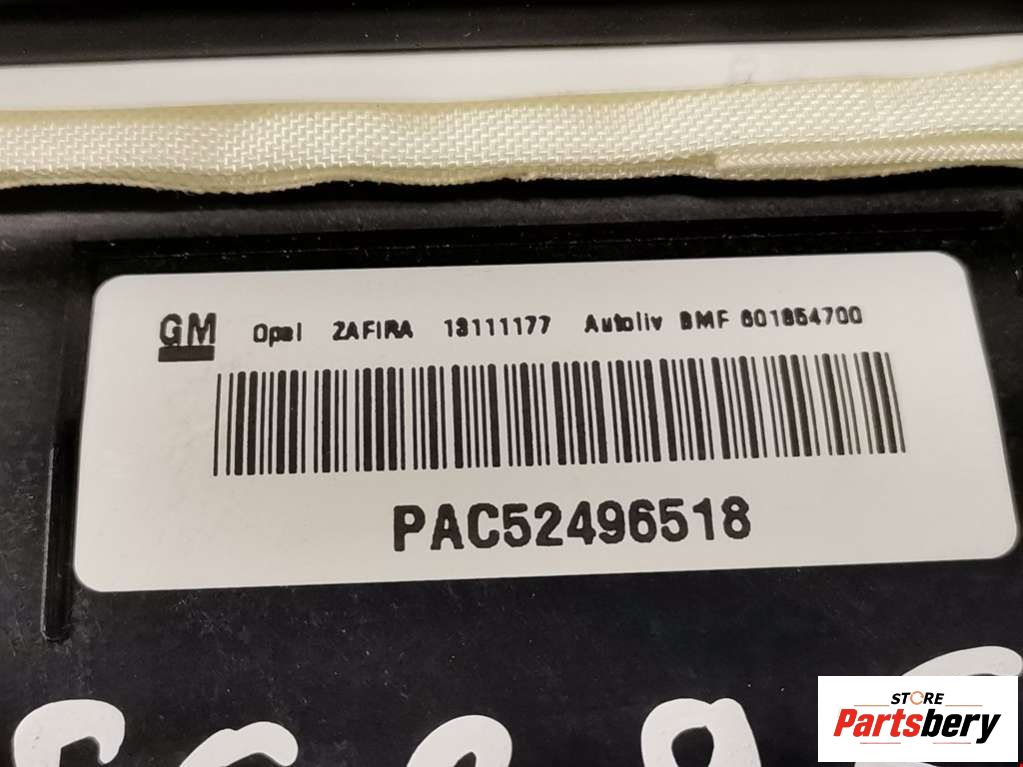 GM Opel ZAFIRA 13111177 Autoliv BMF 601854700
PAC52496518
STORE
Partsbery